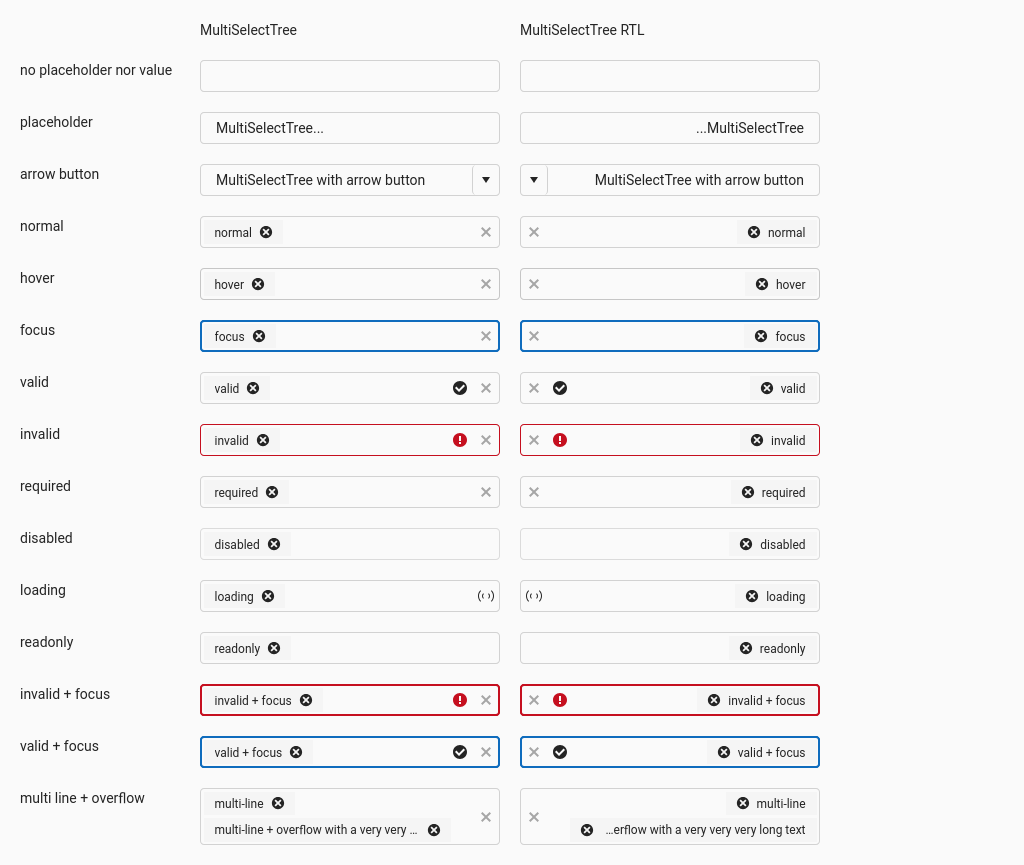 MultiSelectTree MultiSelectTree RTL
no placeholder nor value
placeholder MultiSelectTree... ...MultiSelectTree
arrow button MultiSelectTree with arrow button MultiSelectTree with arrow button
normal normal normal
hover hover hover
focus focus focus
valid valid valid
invalid invalid invalid
required required required
disabled disabled disabled
loading loading loading
readonly readonly readonly
invalid + focus invalid + focus invalid + focus
valid + focus valid + focus valid + focus
multi line + overflow multi-line multi-line
multi-line + overflow with a very very ... ...erflow with a very very very long text